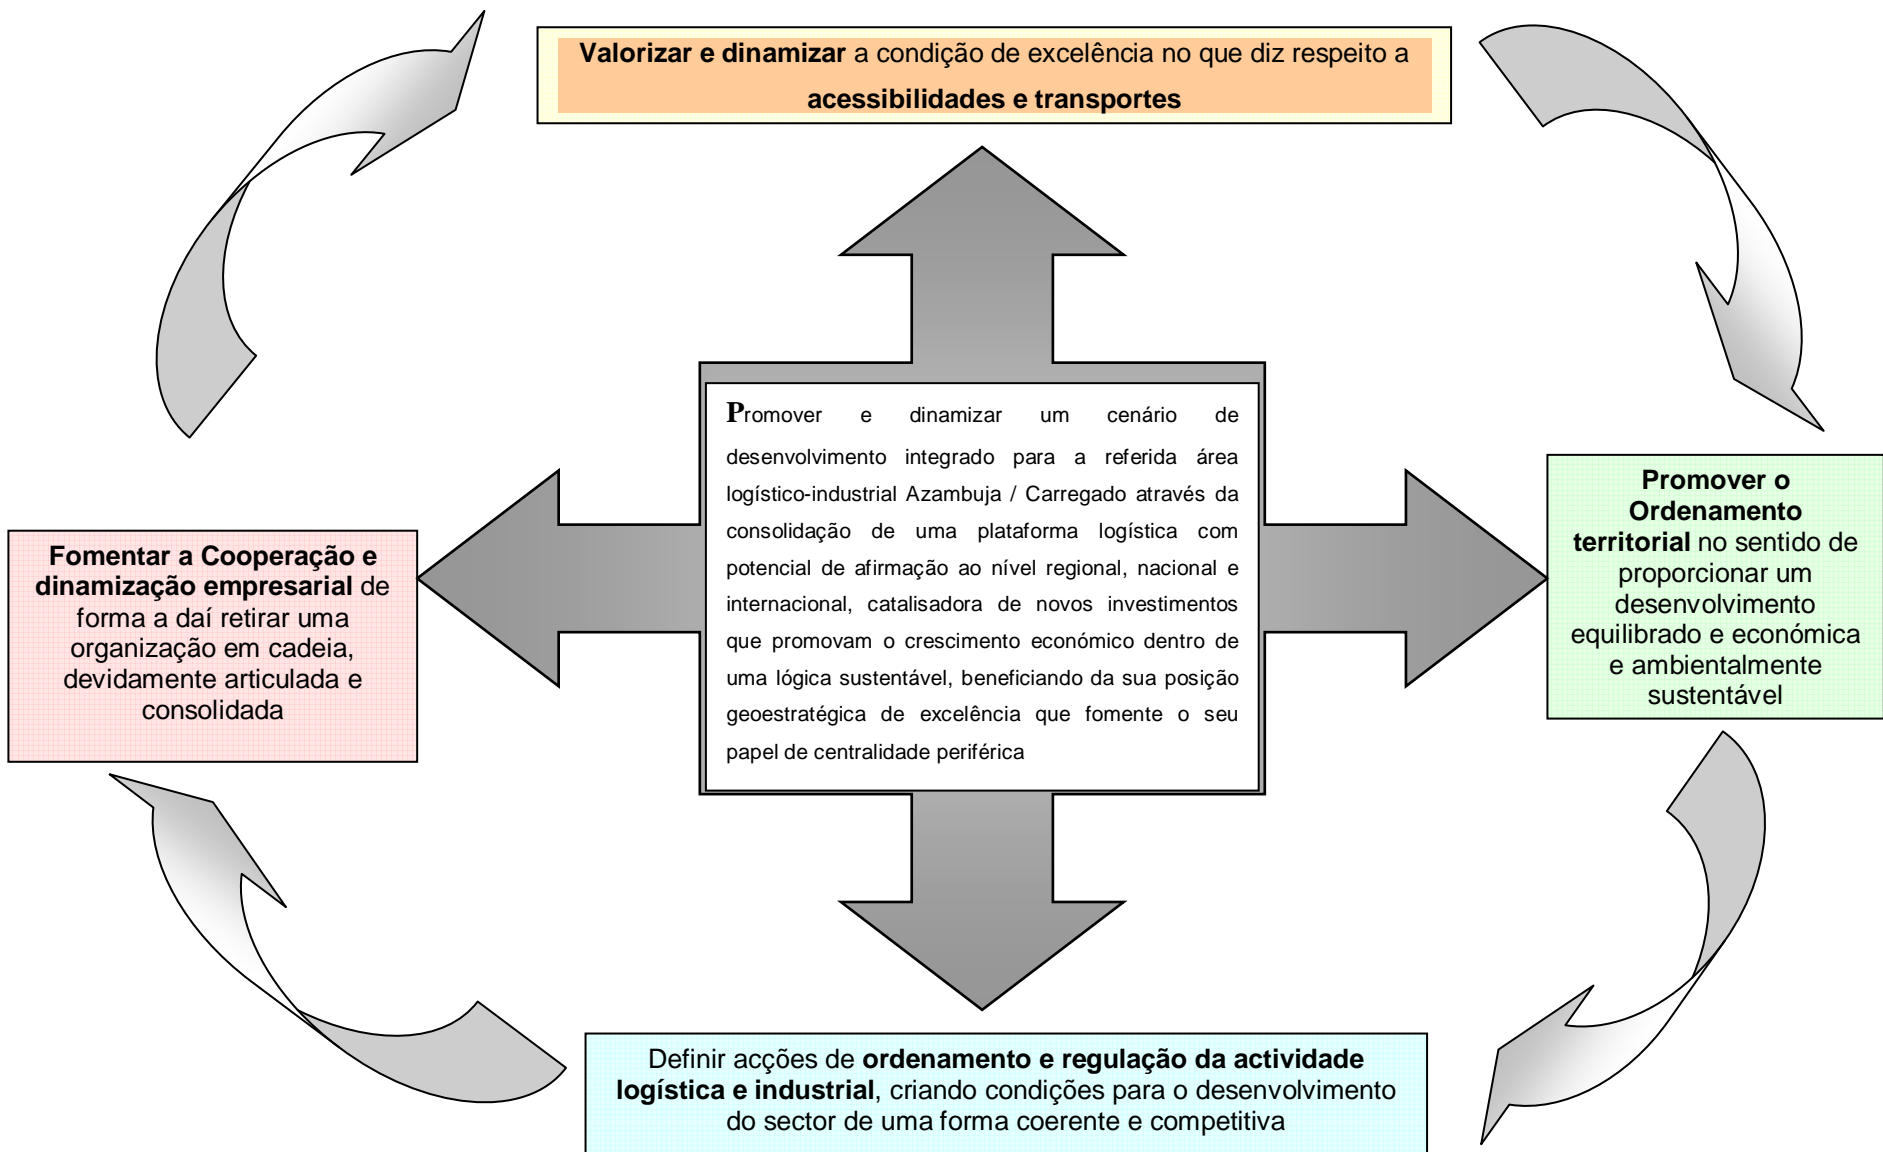 Valorizar e dinamizar a condição de excelência no que diz respeito a
acessibilidades e transportes
Promover e dinamizar um cenário de
desenvolvimento integrado para a referida área
logístico-industrial Azambuja / Carregado através da
consolidação de uma plataforma logística com
potencial de afirmação ao nível regional, nacional e
internacional, catalisadora de novos investimentos
que promovam o crescimento económico dentro de
uma lógica sustentável, beneficiando da sua posição
geoestratégica de excelência que fomente o seu
papel de centralidade periférica
Fomentar a Cooperação e
dinamização empresarial de
forma a daí retirar uma
organização em cadeia,
devidamente articulada e
consolidada
Promover o
Ordenamento
territorial no sentido de
proporcionar um
desenvolvimento
equilibrado e económica
e ambientalmente
sustentável
Definir acções de ordenamento e regulação da actividade
logística e industrial, criando condições para o desenvolvimento
do sector de uma forma coerente e competitiva